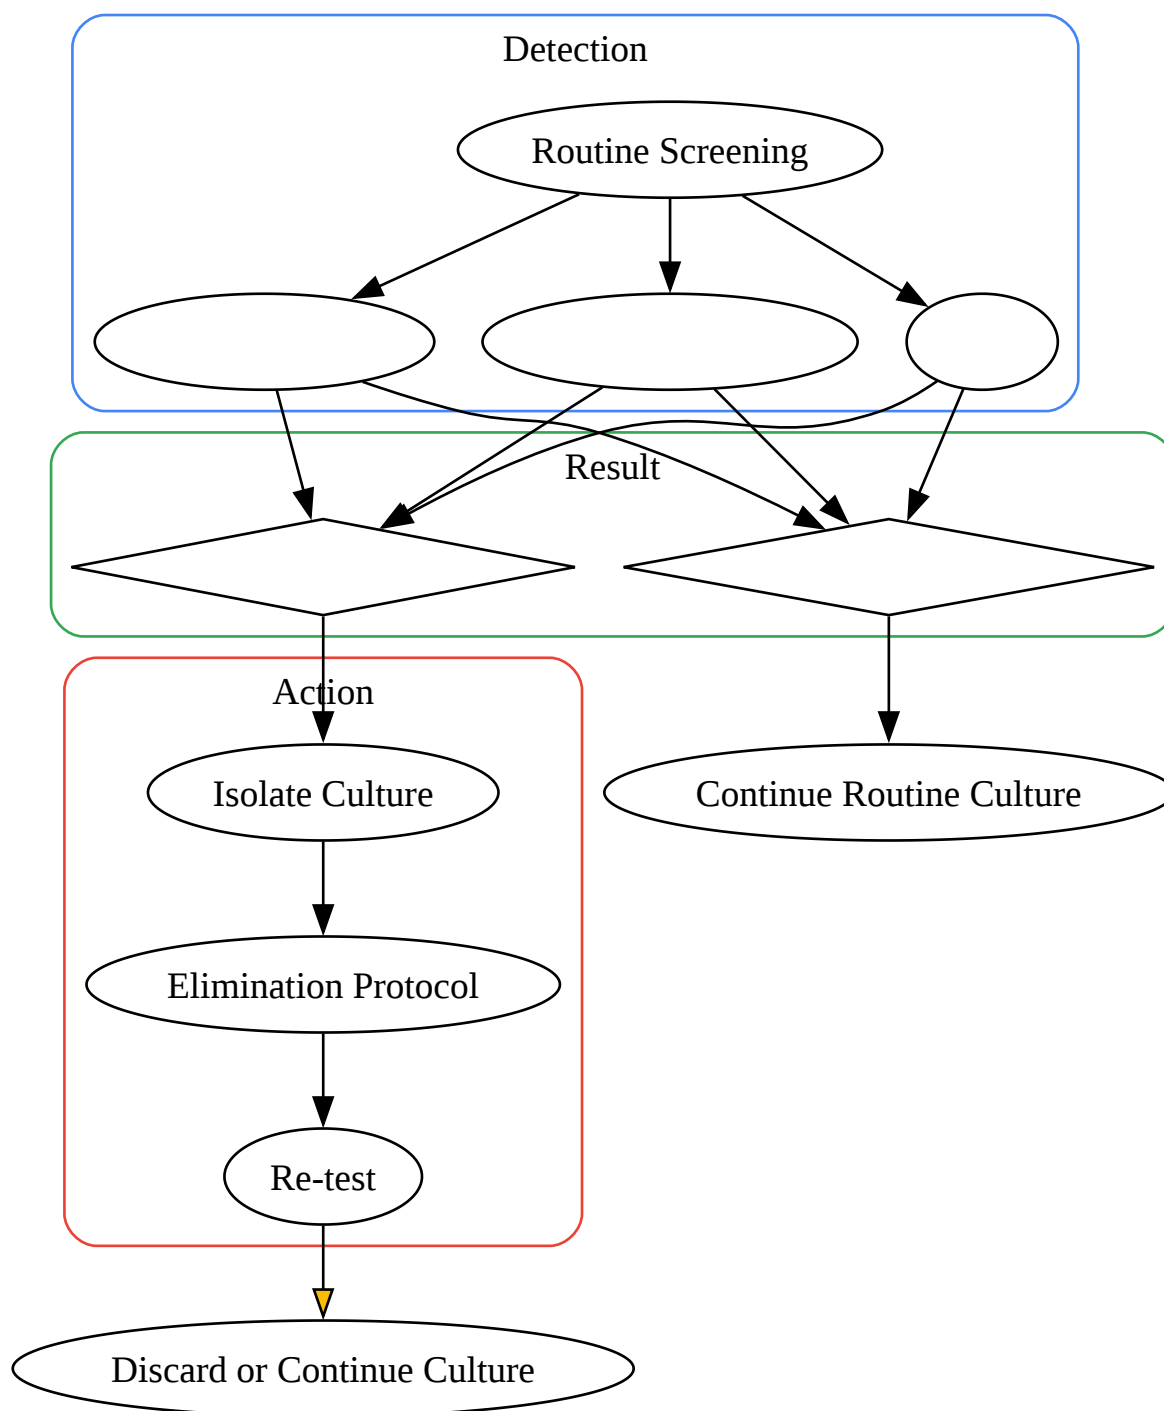 Detection
Routine Screening
Result
Action
Isolate Culture
Continue Routine Culture
Elimination Protocol
Re-test
Discard or Continue Culture